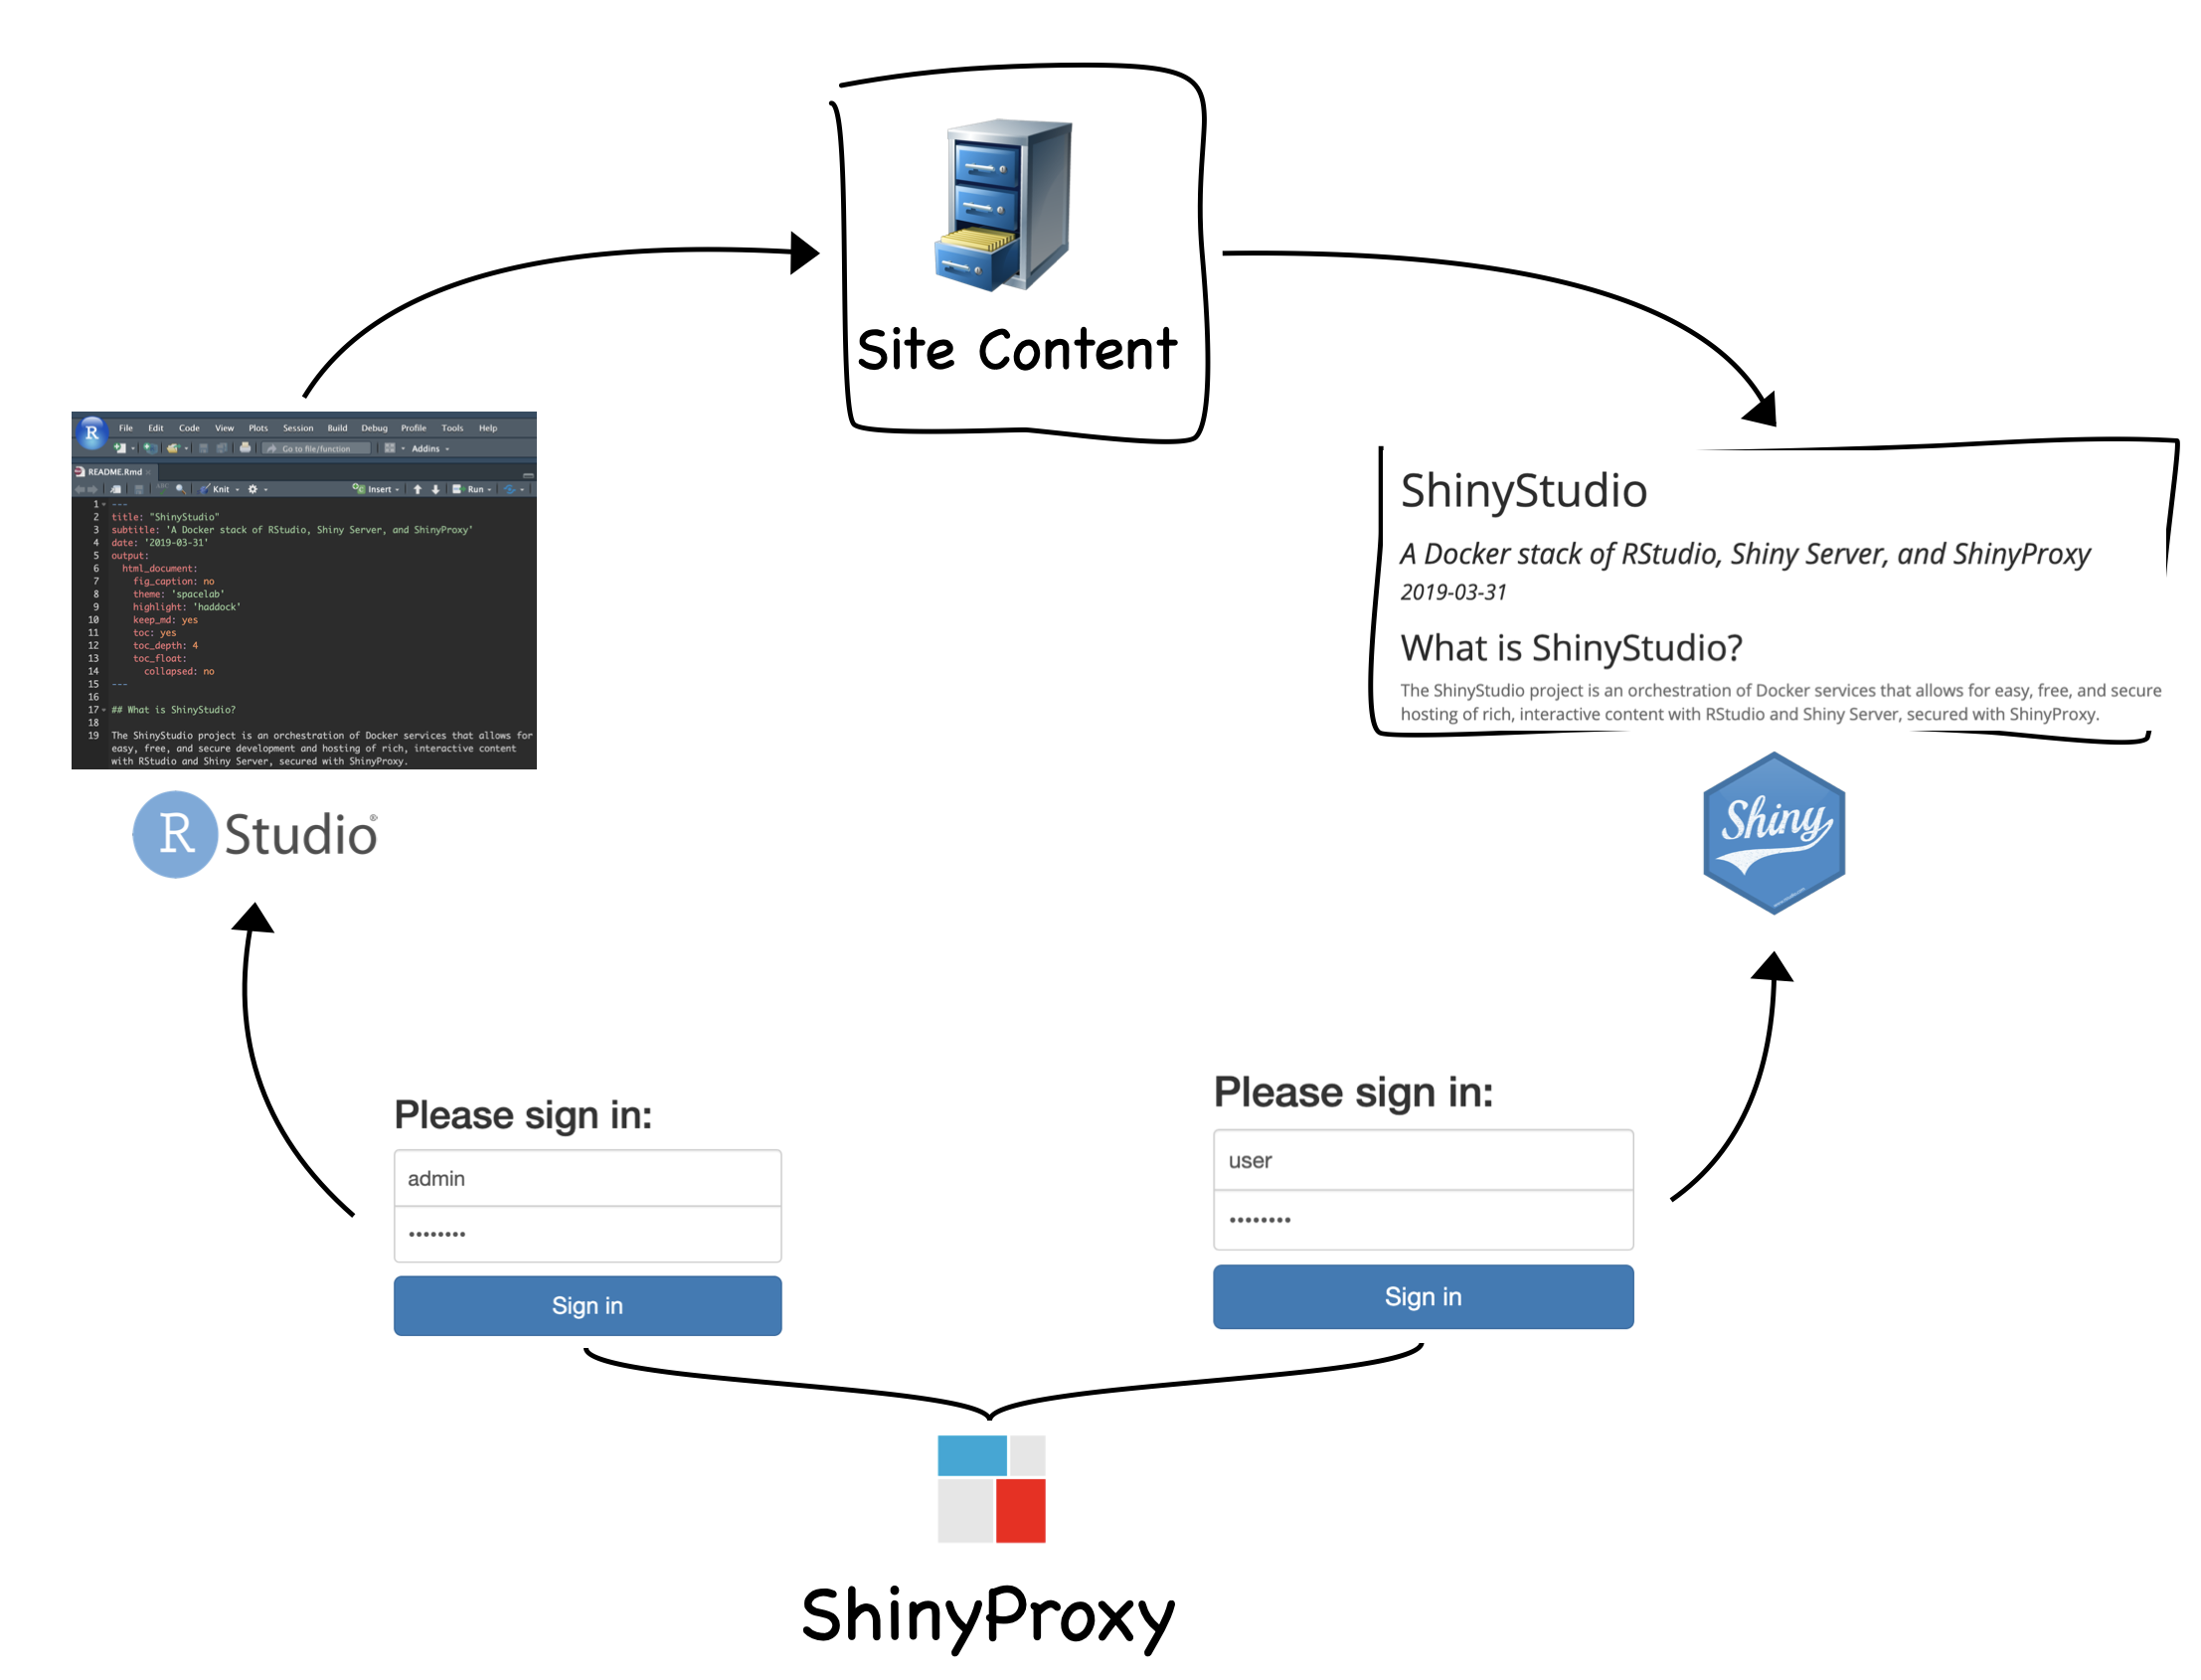 Site Content
File Edit Code View Plots Session Build Debug Profile Tools Help
Go to file/function Addins
README.Rmd
Knit Insert Run
1 ---
2 title: "ShinyStudio"
3 subtitle: 'A Docker stack of RStudio, Shiny Server, and ShinyProxy'
4 date: '2019-03-31'
5 output:
6 html_document:
7 fig_caption: no
8 theme: 'spacelab'
9 highlight: 'haddock'
10 keep_md: yes
11 toc: yes
12 toc_depth: 4
13 toc_float:
14 collapsed: no
15 ---
16
17 ## What is ShinyStudio?
18
19 The ShinyStudio project is an orchestration of Docker services that allows for
easy, free, and secure development and hosting of rich, interactive content
with RStudio and Shiny Server, secured with ShinyProxy.
R Studio®
ShinyStudio
A Docker stack of RStudio, Shiny Server, and ShinyProxy
2019-03-31
What is ShinyStudio?
The ShinyStudio project is an orchestration of Docker services that allows for easy, free, and secure
hosting of rich, interactive content with RStudio and Shiny Server, secured with ShinyProxy.
Shiny
Please sign in:
admin
••••••••
Sign in
Please sign in:
user
••••••••
Sign in
ShinyProxy